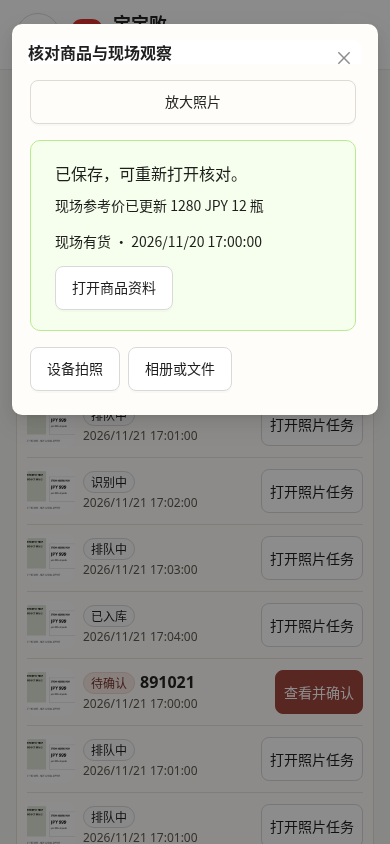 核对商品与现场观察
放大照片
已保存，可重新打开核对。
现场参考价已更新 1280 JPY 12 瓶
现场有货 · 2026/11/20 17:00:00
打开商品资料
设备拍照
相册或文件
排队中
2026/11/21 17:01:00
打开照片任务
识别中
2026/11/21 17:02:00
打开照片任务
排队中
2026/11/21 17:03:00
打开照片任务
已入库
2026/11/21 17:04:00
打开照片任务
待确认 891021
2026/11/21 17:00:00
查看并确认
排队中
2026/11/21 17:01:00
打开照片任务
排队中
2026/11/21 17:01:00
打开照片任务